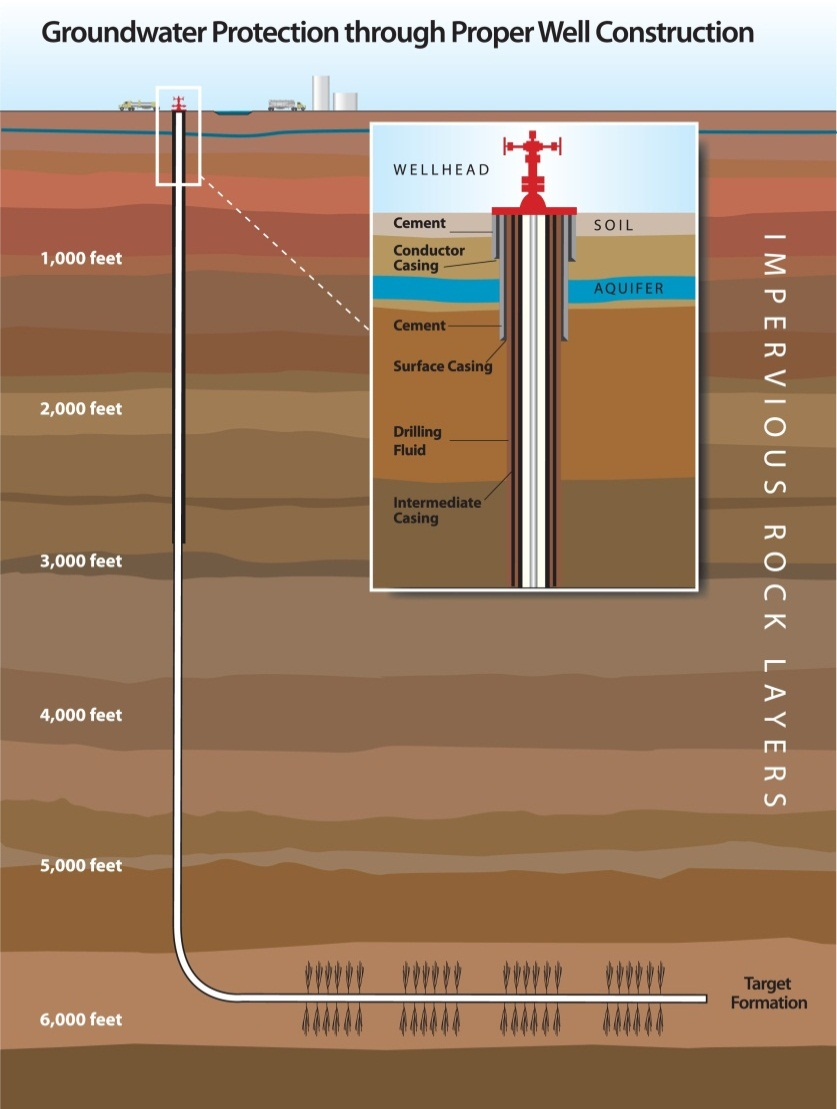 Groundwater Protection through Proper Well Construction
WELLHEAD
Cement
SOIL
Conductor
Casing
AQUIFER
Cement
Surface Casing
Drilling
Fluid
Intermediate
Casing
1,000 feet
2,000 feet
3,000 feet
4,000 feet
5,000 feet
6,000 feet
IMPERVIOUS ROCK LAYERS
Target
Formation